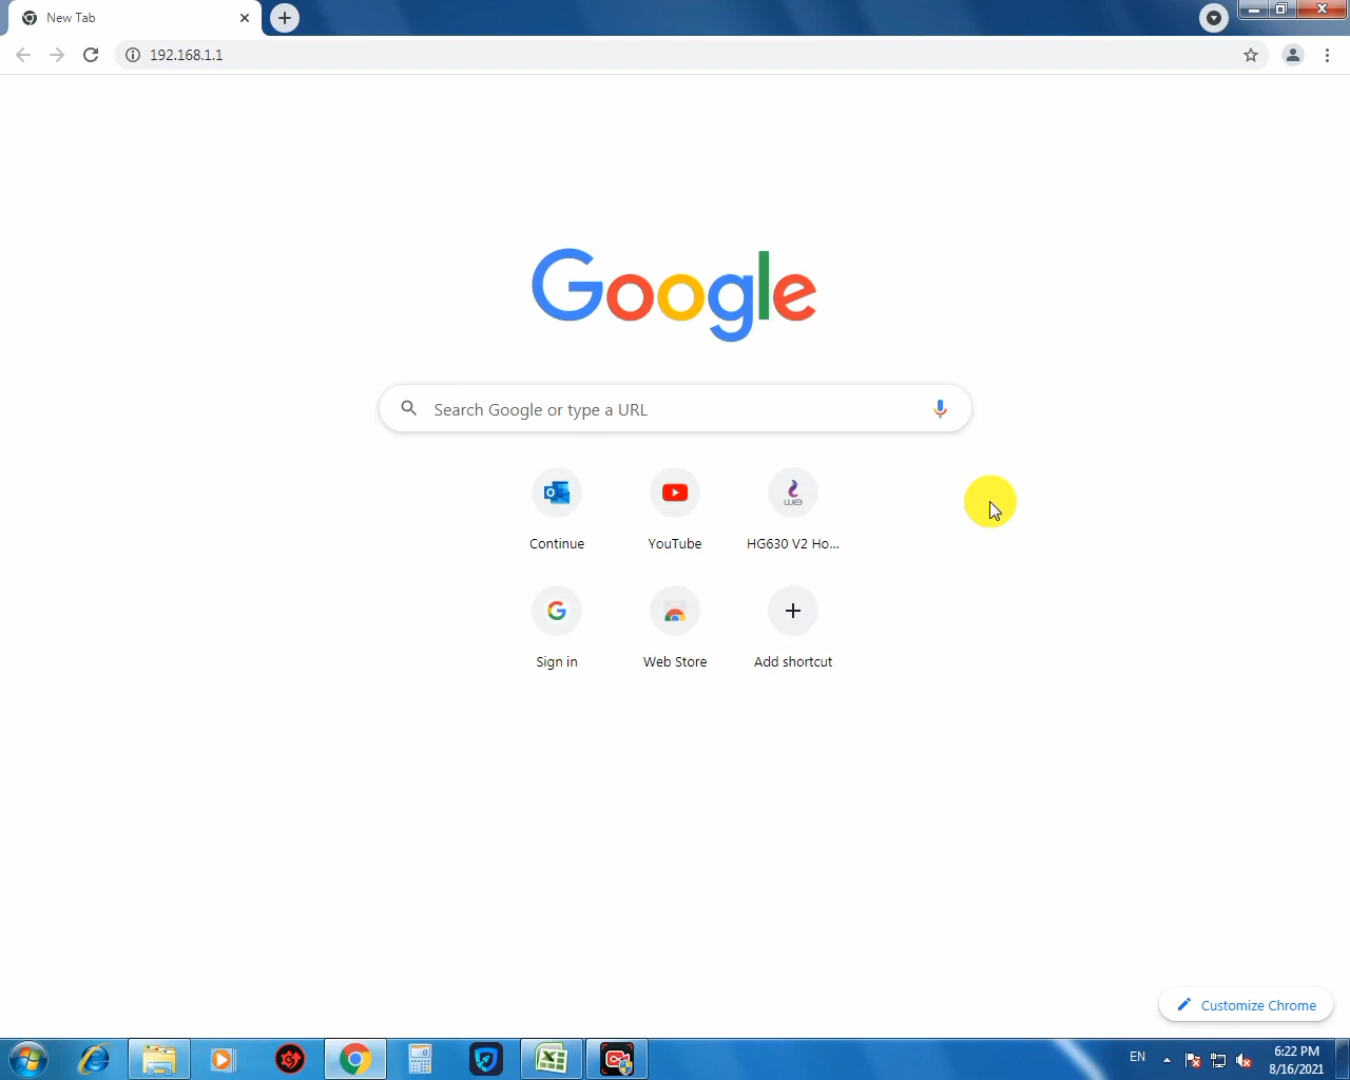 New Tab
192.168.1.1
Google
Search Google or type a URL
Continue
YouTube
we
HG630 V2 Ho...
Sign in
Web Store
Add shortcut
Customize Chrome
EN
6:22 PM
8/16/2021